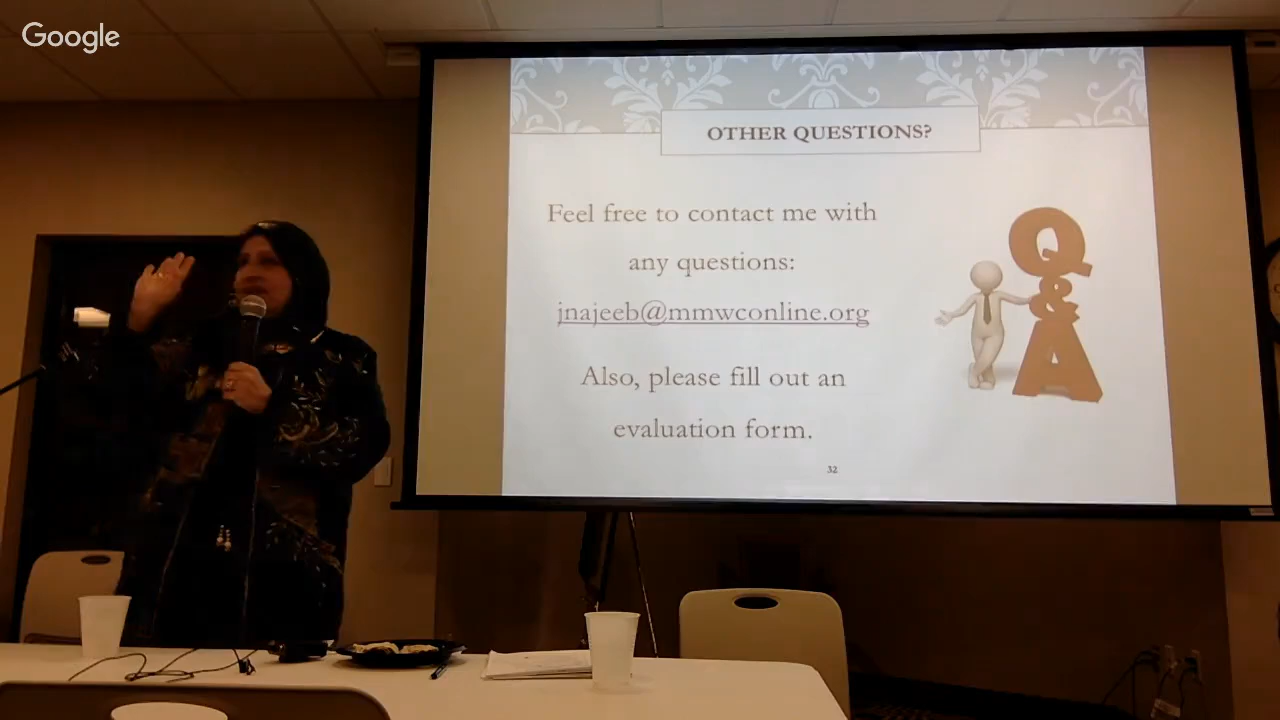 Google
OTHER QUESTIONS?
Feel free to contact me with
any questions:
jnajeeb@mmwconline.org
Also, please fill out an
evaluation form.
32
Q
&
A